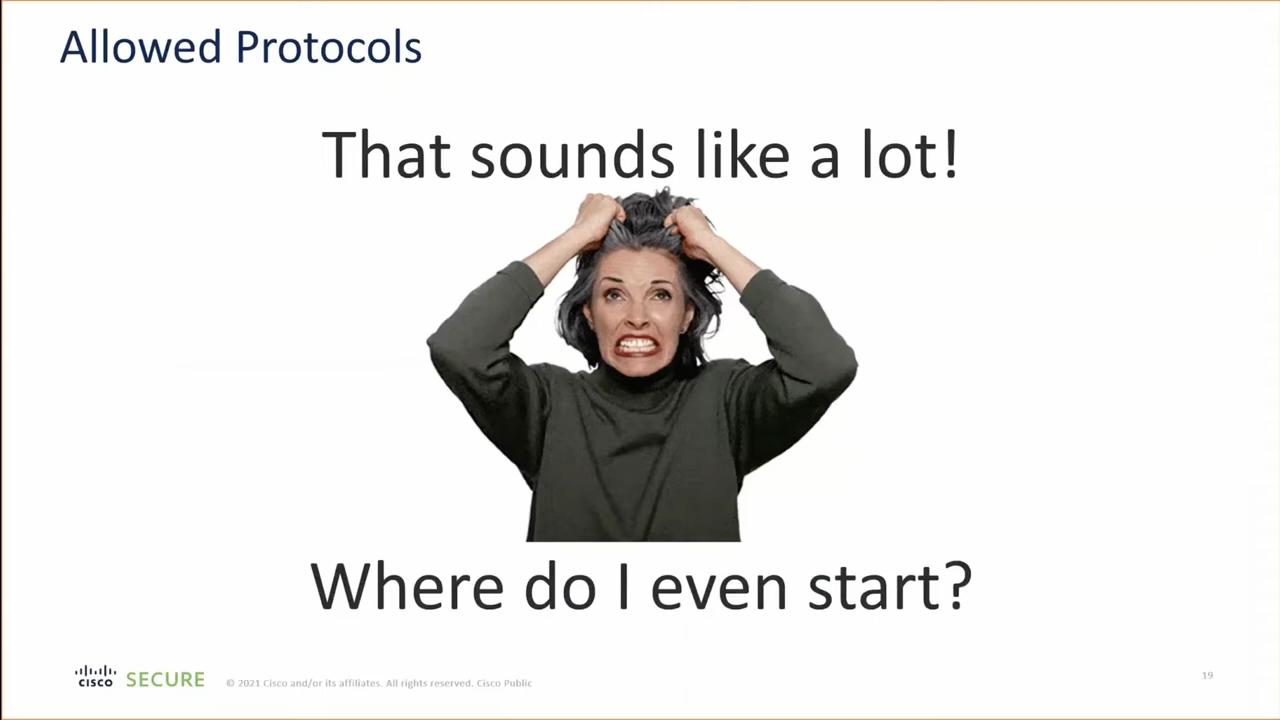 Allowed Protocols
That sounds like a lot!
Where do I even start?
CISCO SECURE © 2021 Cisco and/or its affiliates. All rights reserved. Cisco Public 19